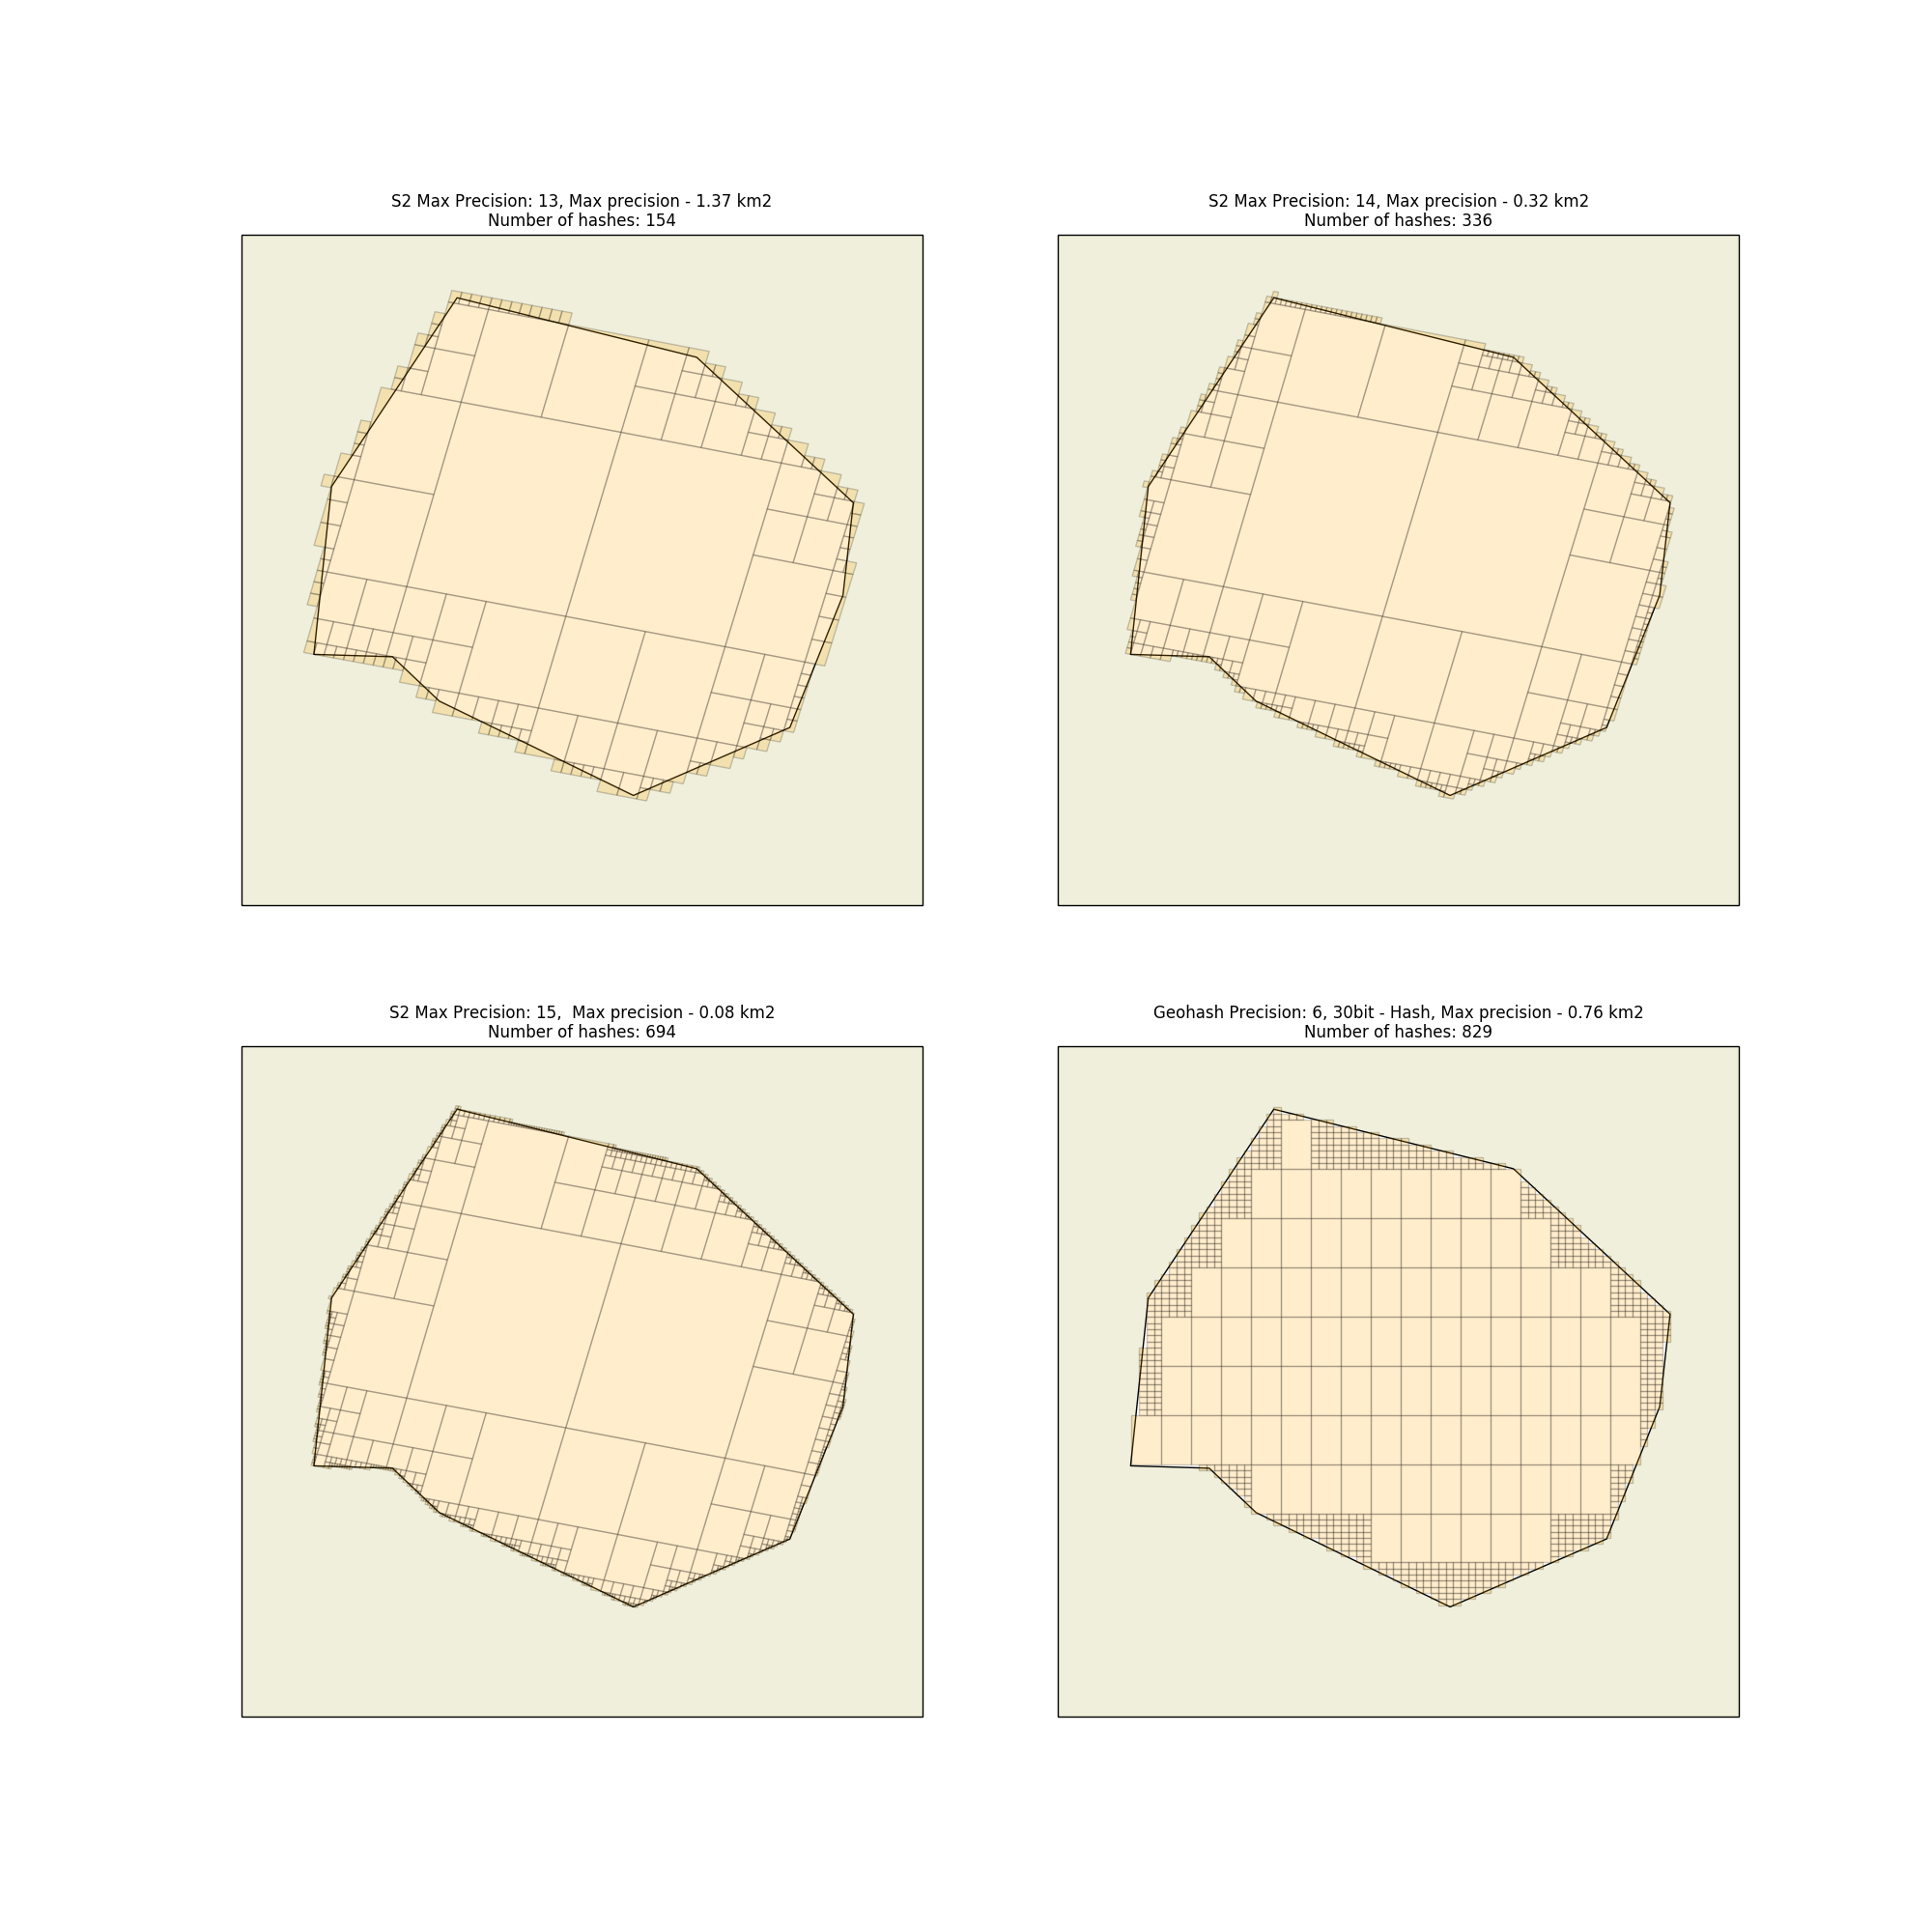 S2 Max Precision: 13, Max precision - 1.37 km2
Number of hashes: 154
S2 Max Precision: 14, Max precision - 0.32 km2
Number of hashes: 336
S2 Max Precision: 15,  Max precision - 0.08 km2
Number of hashes: 694
Geohash Precision: 6, 30bit - Hash, Max precision - 0.76 km2
Number of hashes: 829